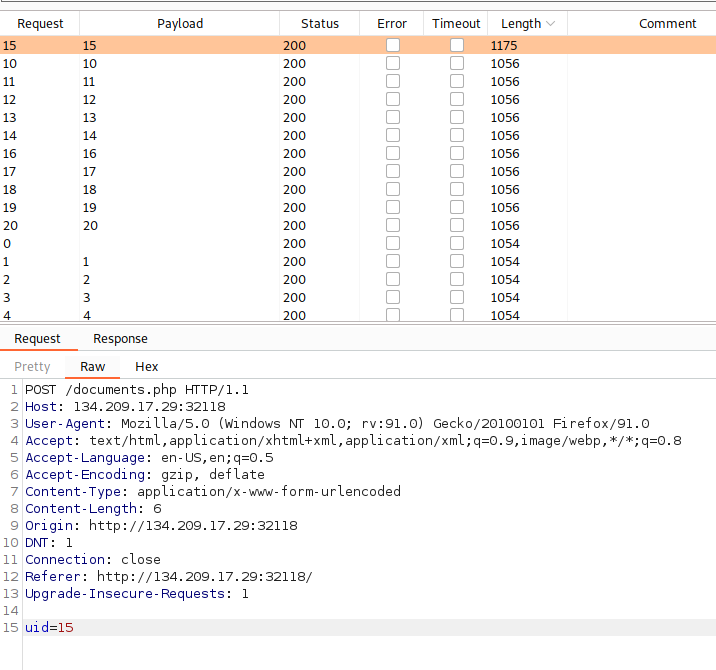 Request Payload Status Error Timeout Length Comment
15 15 200 1175
10 10 200 1056
11 11 200 1056
12 12 200 1056
13 13 200 1056
14 14 200 1056
16 16 200 1056
17 17 200 1056
18 18 200 1056
19 19 200 1056
20 20 200 1056
0 200 1054
1 1 200 1054
2 2 200 1054
3 3 200 1054
4 4 200 1054
Request Response
Pretty Raw Hex
1 POST /documents.php HTTP/1.1
2 Host: 134.209.17.29:32118
3 User-Agent: Mozilla/5.0 (Windows NT 10.0; rv:91.0) Gecko/20100101 Firefox/91.0
4 Accept: text/html,application/xhtml+xml,application/xml;q=0.9,image/webp,*/*;q=0.8
5 Accept-Language: en-US,en;q=0.5
6 Accept-Encoding: gzip, deflate
7 Content-Type: application/x-www-form-urlencoded
8 Content-Length: 6
9 Origin: http://134.209.17.29:32118
10 DNT: 1
11 Connection: close
12 Referer: http://134.209.17.29:32118/
13 Upgrade-Insecure-Requests: 1
14
15 uid=15